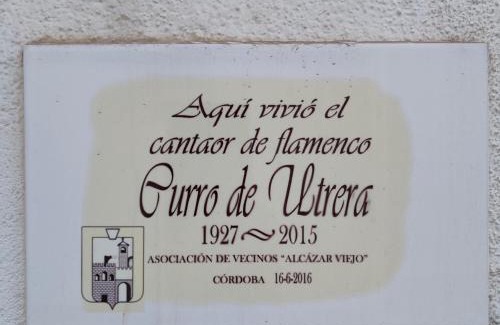 Aquí vivió el
cantaor de flamenco
Curro de Utrera
1927~2015
ASOCIACIÓN DE VECINOS "ALCÁZAR VIEJO"
CÓRDOBA 16-6-2016